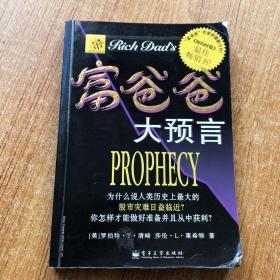 Rich Dad's
富爸爸
大预言
PROPHECY
为什么说人类历史上最大的
股市灾难日益临近？
你怎样才能做好准备并且从中获利？
[美]罗伯特·T·清崎 莎伦·L·莱希特 著
电子工业出版社